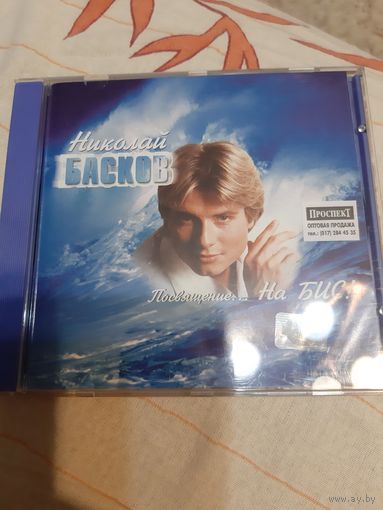 Николай
БАСКОВ
ПРОСПЕКТ
ОПТОВАЯ ПРОДАЖА
тел.: (017) 284 45 35
Посвящение... На БИС!
www.ay.by